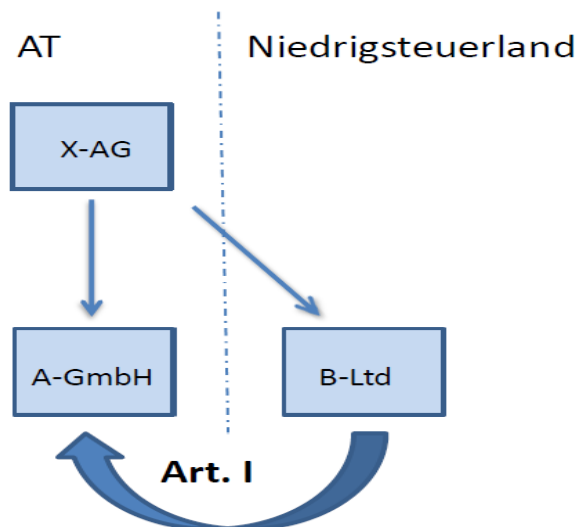 AT
Niedrigsteuerland
X-AG
A-GmbH
B-Ltd
Art. I